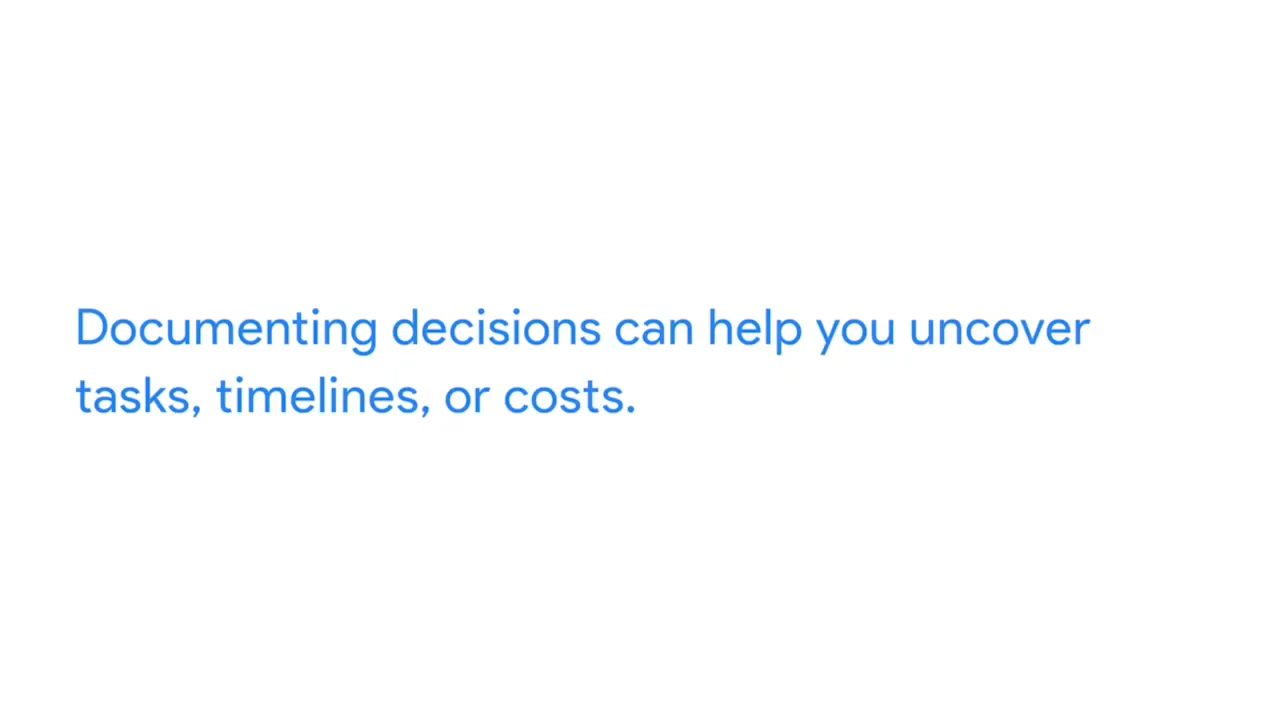 Documenting decisions can help you uncover
tasks, timelines, or costs.